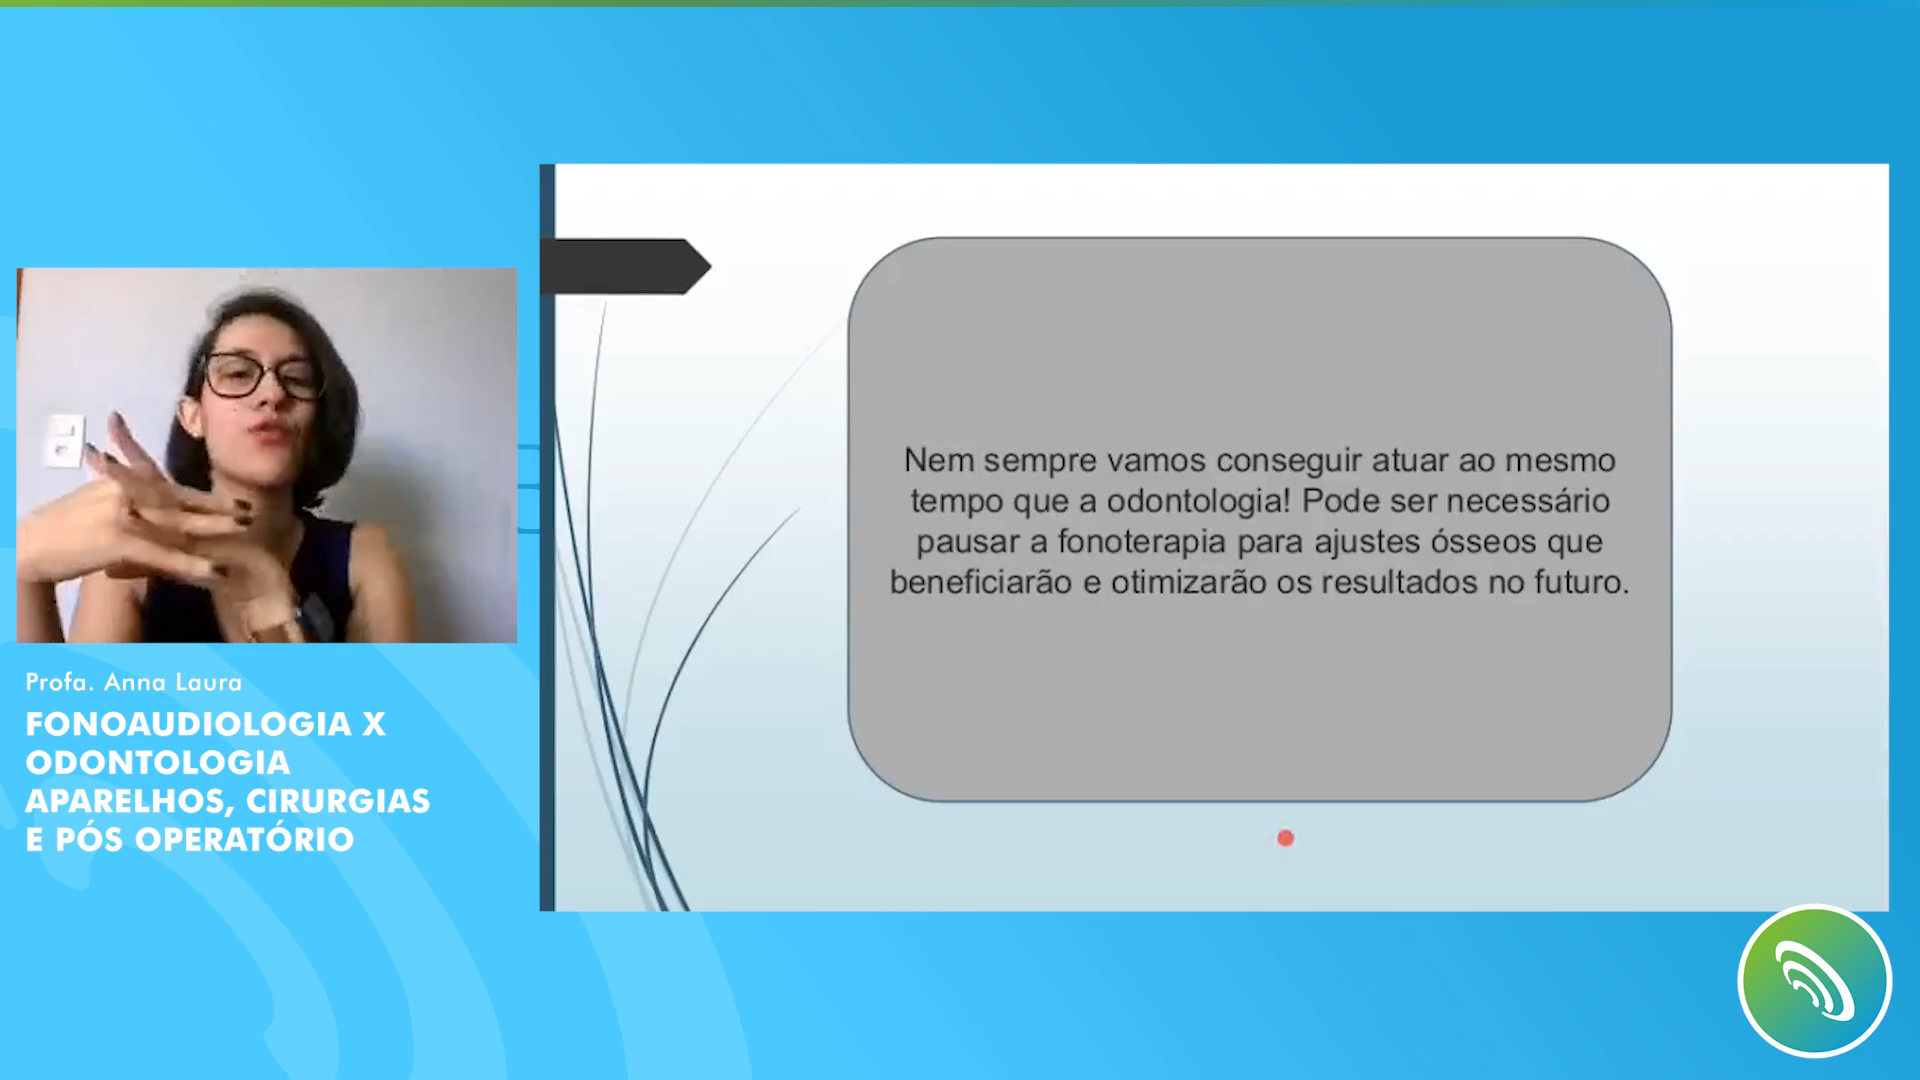 Nem sempre vamos conseguir atuar ao mesmo
tempo que a odontologia! Pode ser necessário
pausar a fonoterapia para ajustes ósseos que
beneficiarão e otimizarão os resultados no futuro.
Profa. Anna Laura
FONOAUDIOLOGIA X
ODONTOLOGIA
APARELHOS, CIRURGIAS
E PÓS OPERATÓRIO